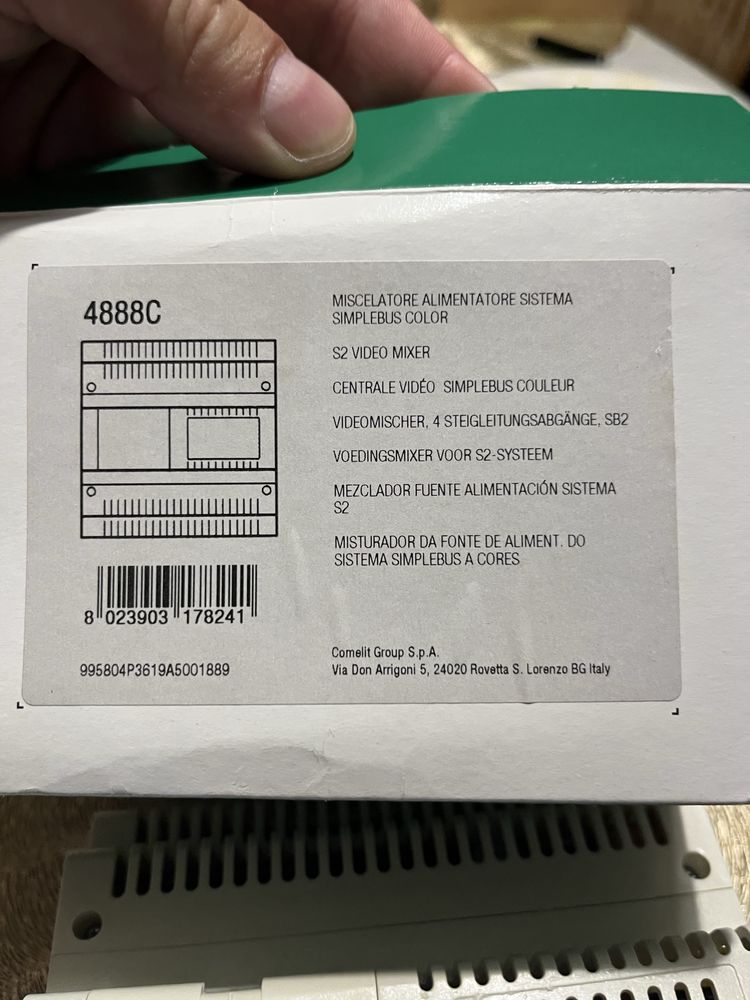 4888C
MISCELATORE ALIMENTATORE SISTEMA
SIMPLEBUS COLOR
S2 VIDEO MIXER
CENTRALE VIDÉO SIMPLEBUS COULEUR
VIDEOMISCHER, 4 STEIGLEITUNGSABGÄNGE, SB2
VOEDINGSMIXER VOOR S2-SYSTEEM
MEZCLADOR FUENTE ALIMENTACIÓN SISTEMA
S2
MISTURADOR DA FONTE DE ALIMENT. DO
SISTEMA SIMPLEBUS A CORES
8 023903 178241
995804P3619A5001889
Comelit Group S.p.A.
Via Don Arrigoni 5, 24020 Rovetta S. Lorenzo BG Italy